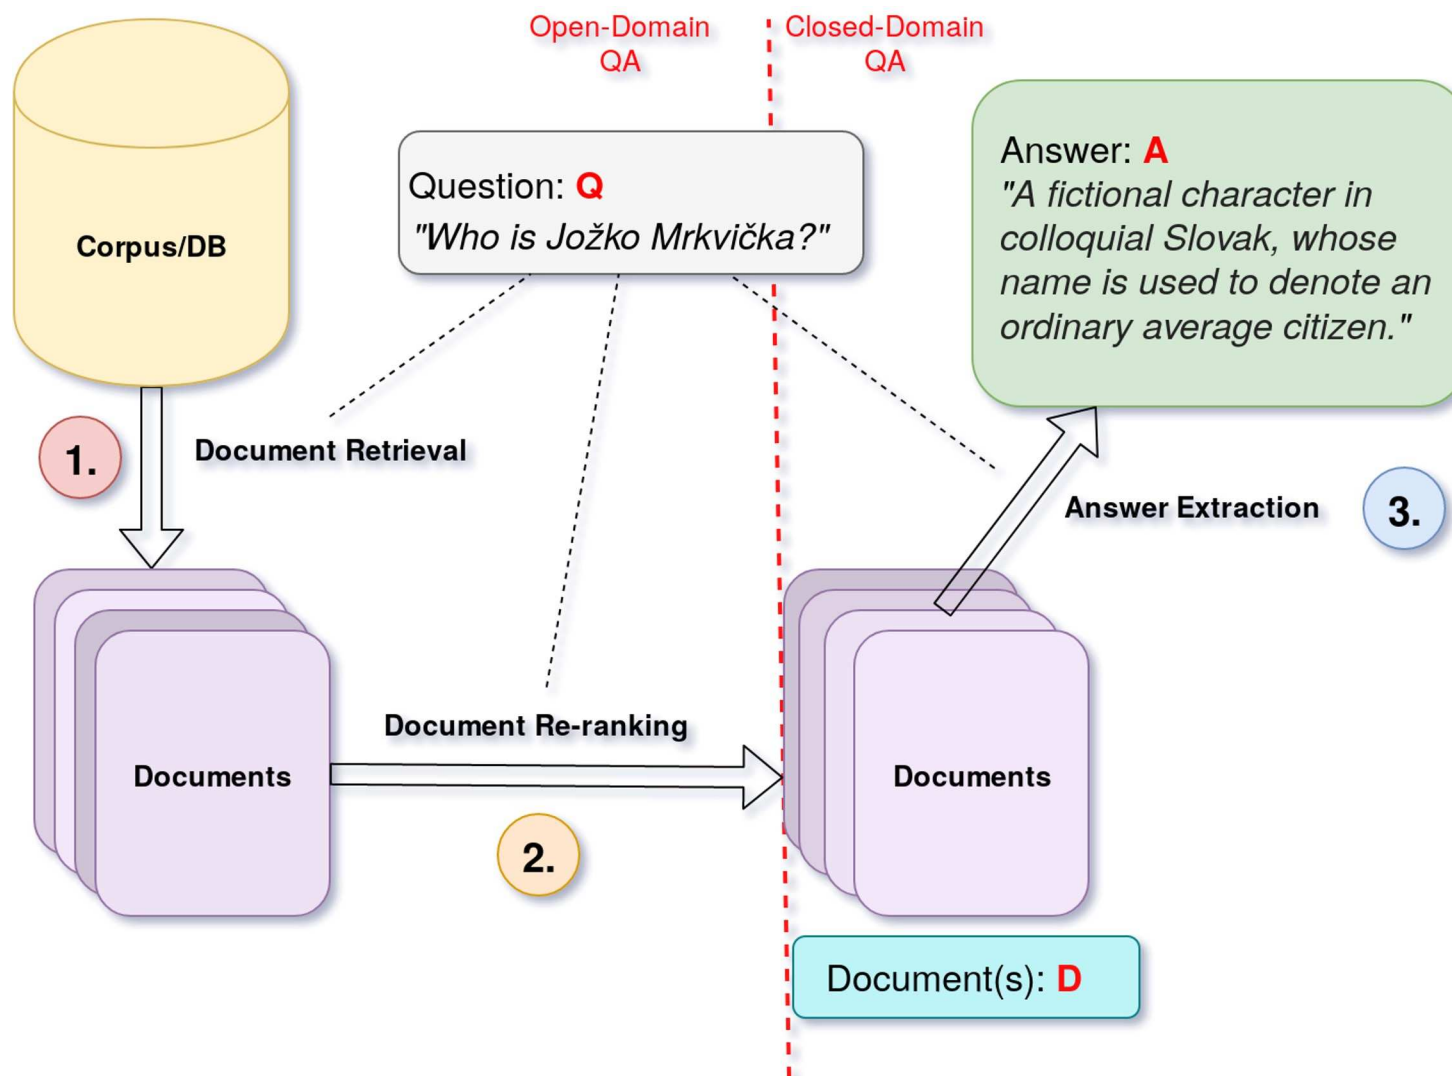 Open-Domain
QA
Closed-Domain
QA
Corpus/DB
Question: Q
"Who is Jožko Mrkvička?"
Answer: A
"A fictional character in
colloquial Slovak, whose
name is used to denote an
ordinary average citizen."
1.
Document Retrieval
Answer Extraction
3.
Document Re-ranking
Documents
2.
Documents
Document(s): D